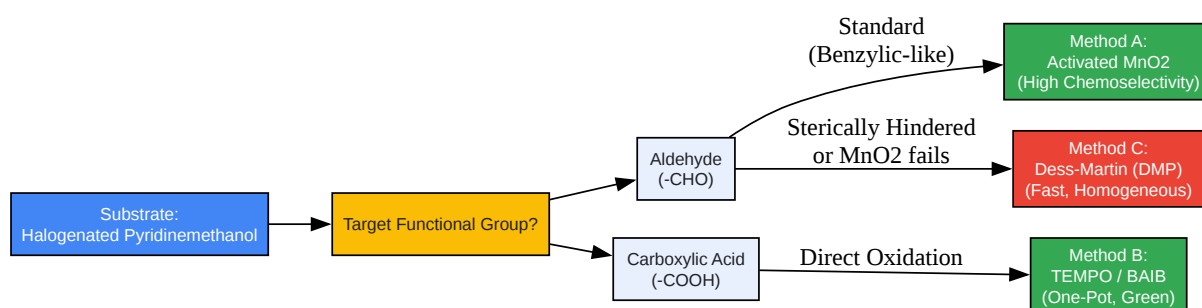 Substrate:
Halogenated Pyridinemethanol
Target Functional Group?
Aldehyde
(-CHO)
Carboxylic Acid
(-COOH)
Standard
(Benzylic-like)
Sterically Hindered
or MnO2 fails
Direct Oxidation
Method A:
Activated MnO2
(High Chemoselectivity)
Method C:
Dess-Martin (DMP)
(Fast, Homogeneous)
Method B:
TEMPO / BAIB
(One-Pot, Green)